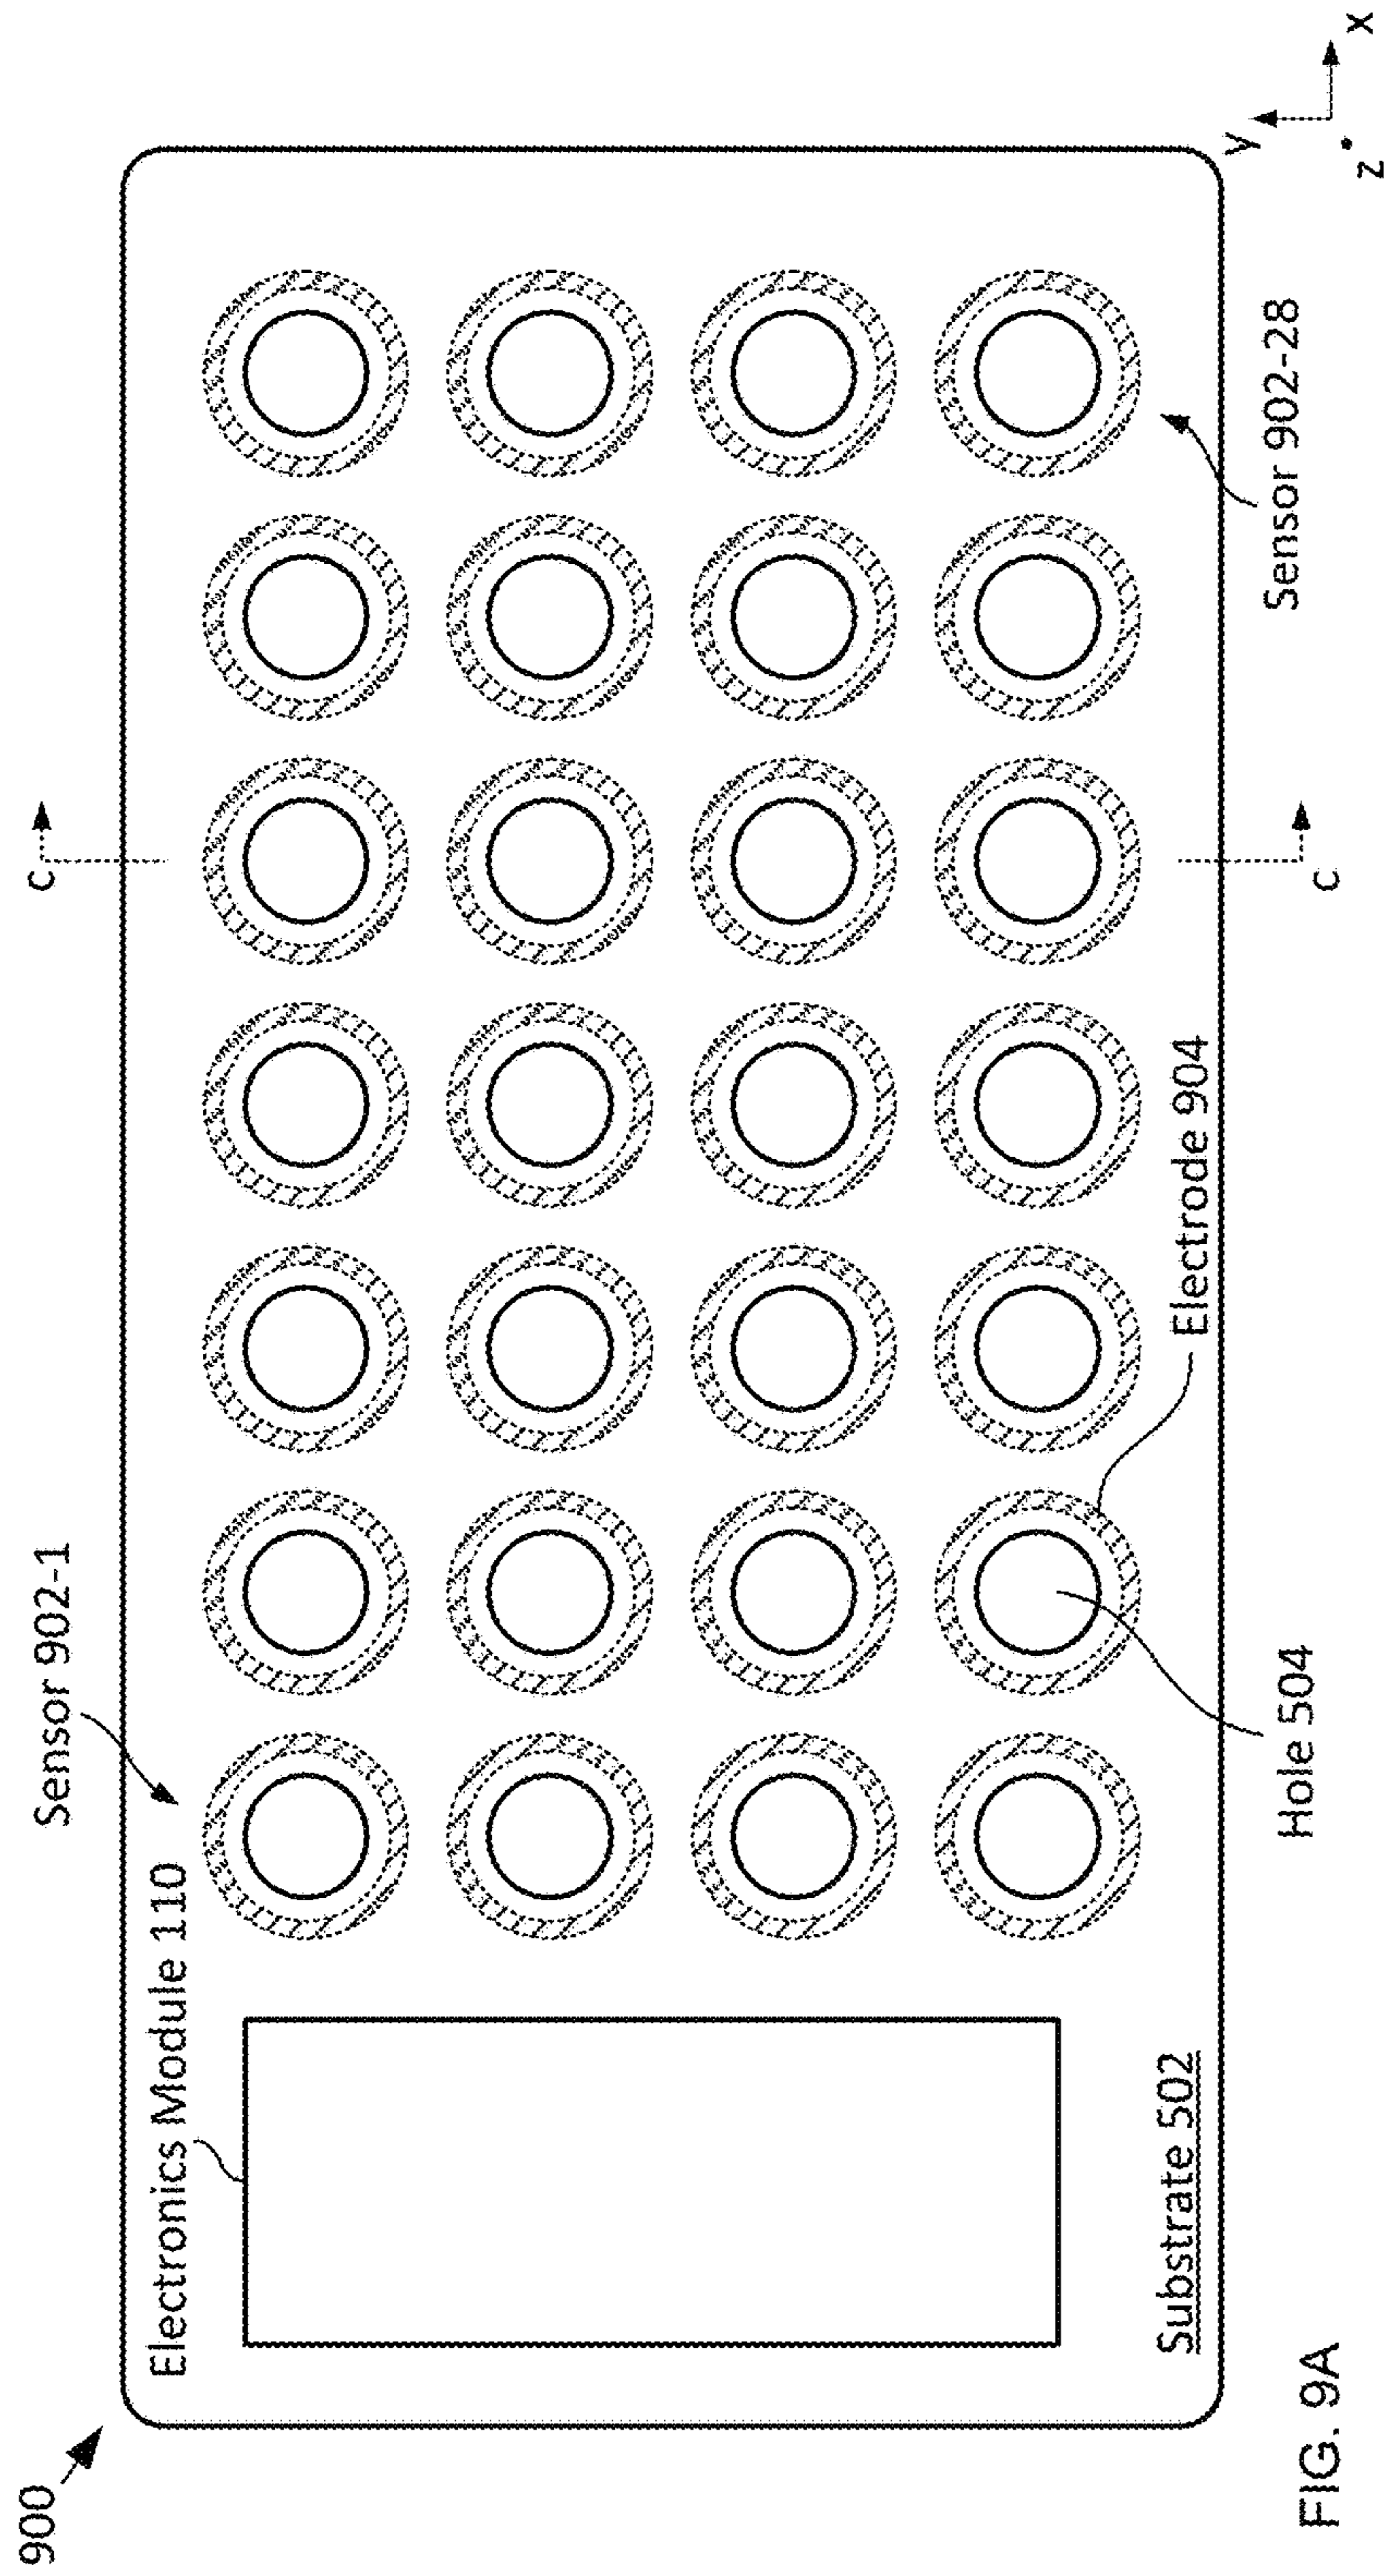 900
Sensor 902-1
C
Electronics Module 110
Substrate 502
Electrode 904
Hole 504
Sensor 902-28
C
y
z
x
FIG. 9A